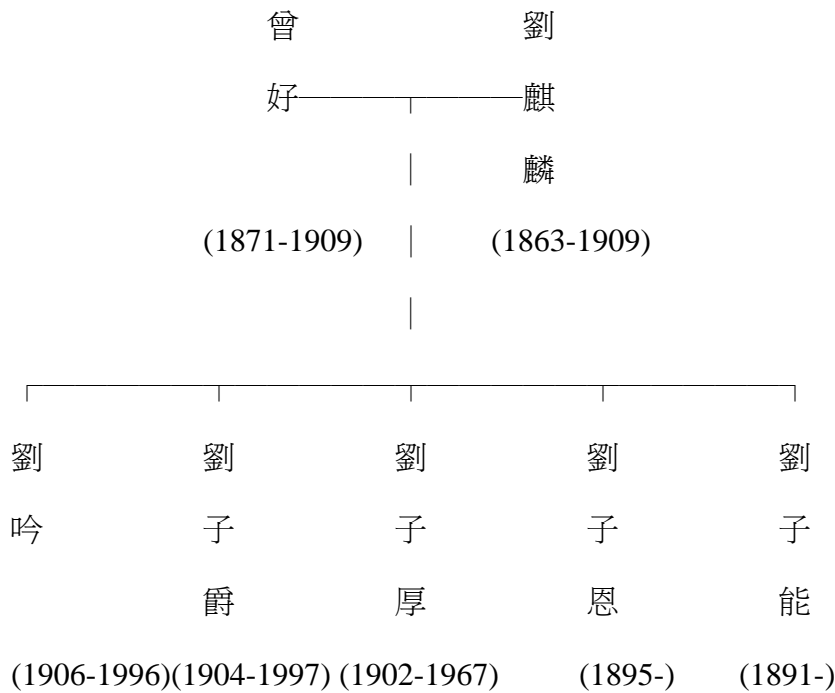 劉麒麟
(1863-1909)
曾好
(1871-1909)
劉子能
(1891-)
劉子恩
(1895-)
劉子厚
(1902-1967)
劉子爵
(1904-1997)
劉吟
(1906-1996)